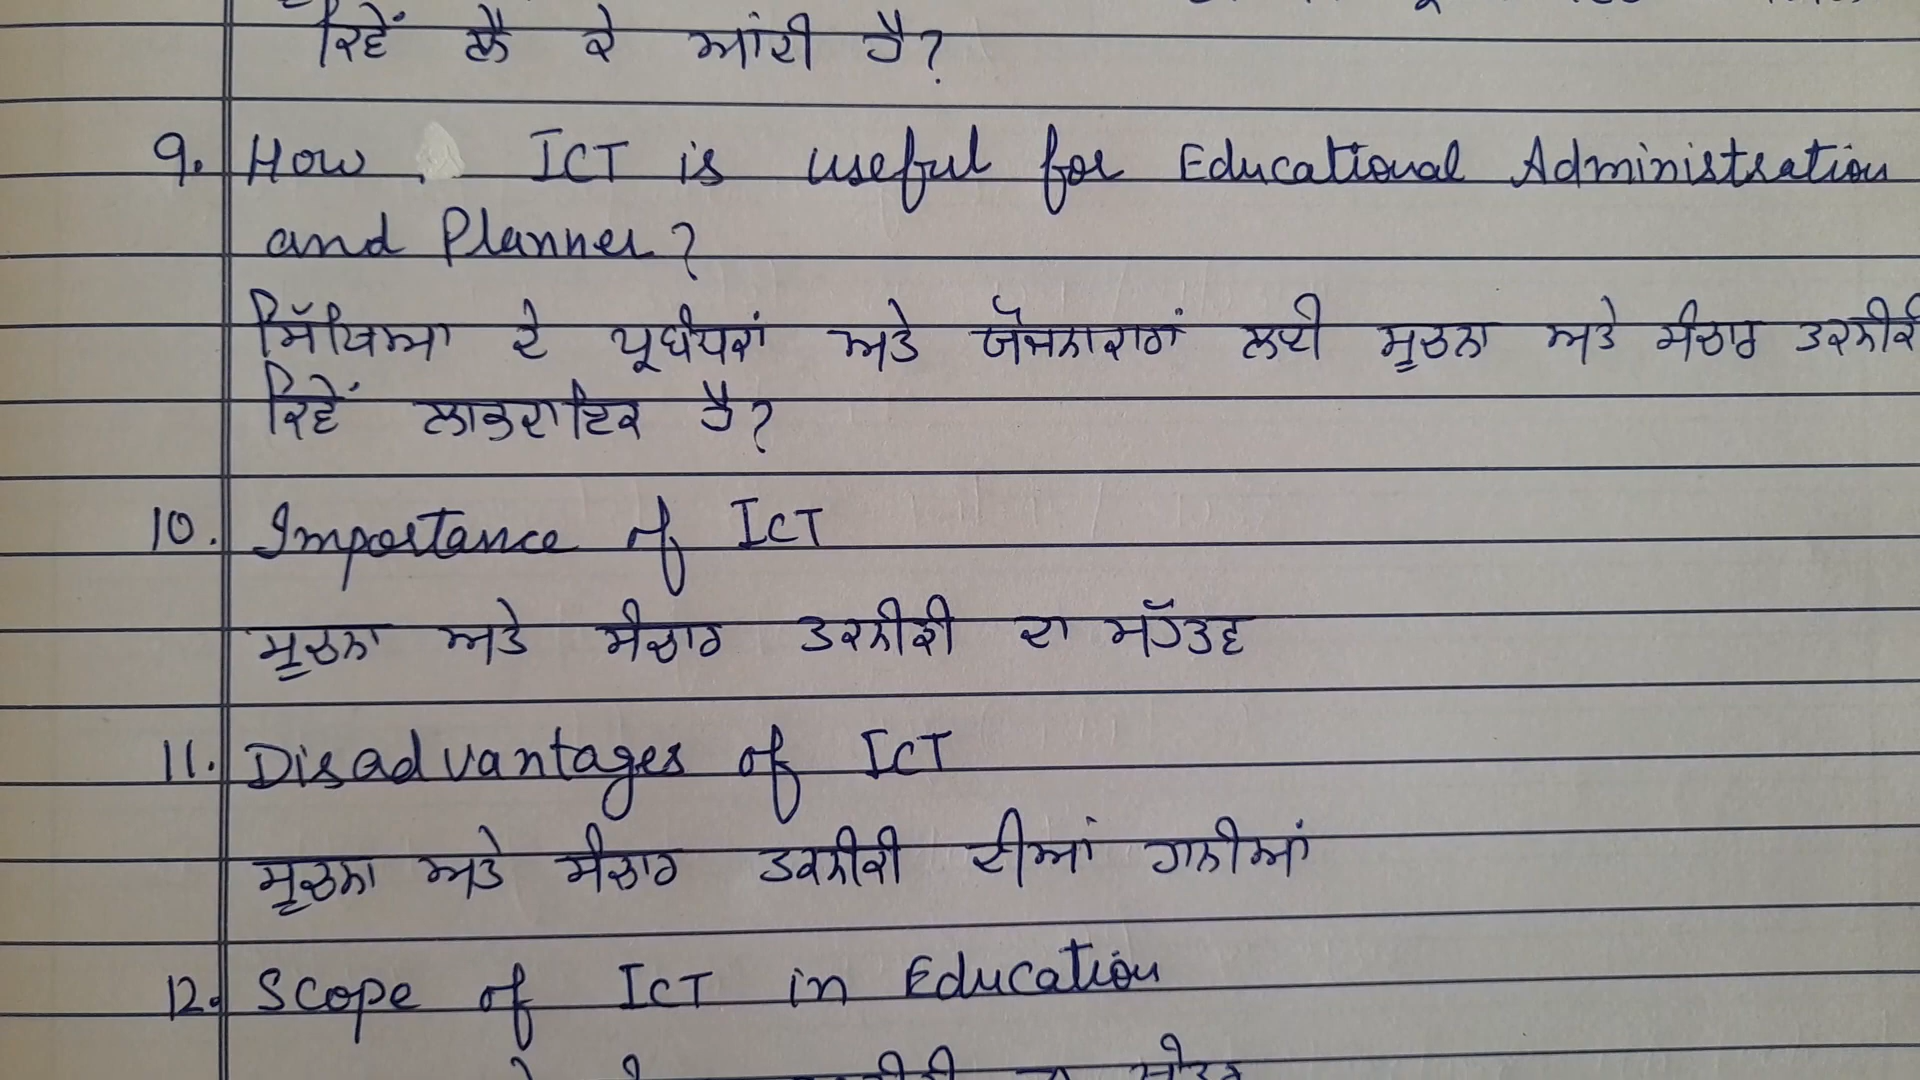 ਕਿਵੇਂ ਲੈ ਕੇ ਆਂਦੀ ਹੈ?
9. How ICT is useful for Educational Administration
and Planner?
ਸਿੱਖਿਆ ਦੇ ਪ੍ਰਬੰਧਕਾਂ ਅਤੇ ਯੋਜਨਾਕਾਰਾਂ ਲਈ ਸੂਚਨਾ ਅਤੇ ਸੰਚਾਰ ਤਕਨੀਕੀ
ਕਿਵੇਂ ਲਾਭਦਾਇਕ ਹੈ?
10. Importance of ICT
ਸੂਚਨਾ ਅਤੇ ਸੰਚਾਰ ਤਕਨੀਕੀ ਦਾ ਮਹੱਤਵ
11. Disadvantages of ICT
ਸੂਚਨਾ ਅਤੇ ਸੰਚਾਰ ਤਕਨੀਕੀ ਦੀਆਂ ਹਾਨੀਆਂ
12. Scope of ICT in Education